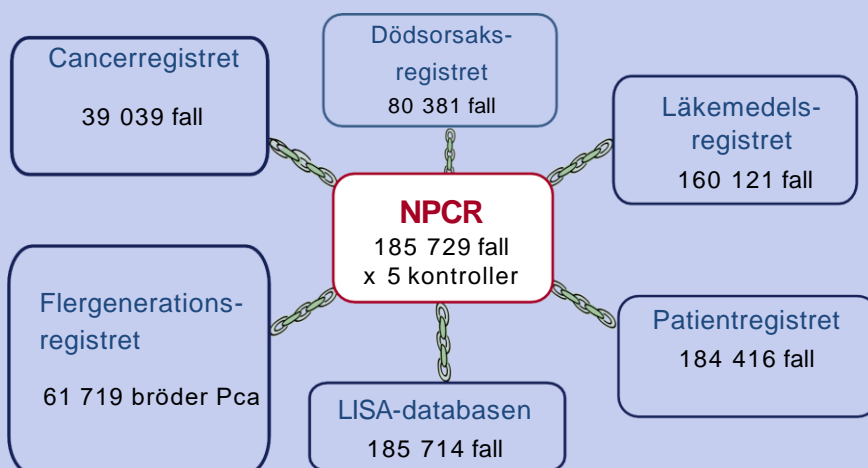 Cancerregistret
39 039 fall
Dödsorsaks-
registret
80 381 fall
Läkemedels-
registret
160 121 fall
NPCR
185 729 fall
x 5 kontroller
Flergenerations-
registret
61 719 bröder Pca
LISA-databasen
185 714 fall
Patientregistret
184 416 fall